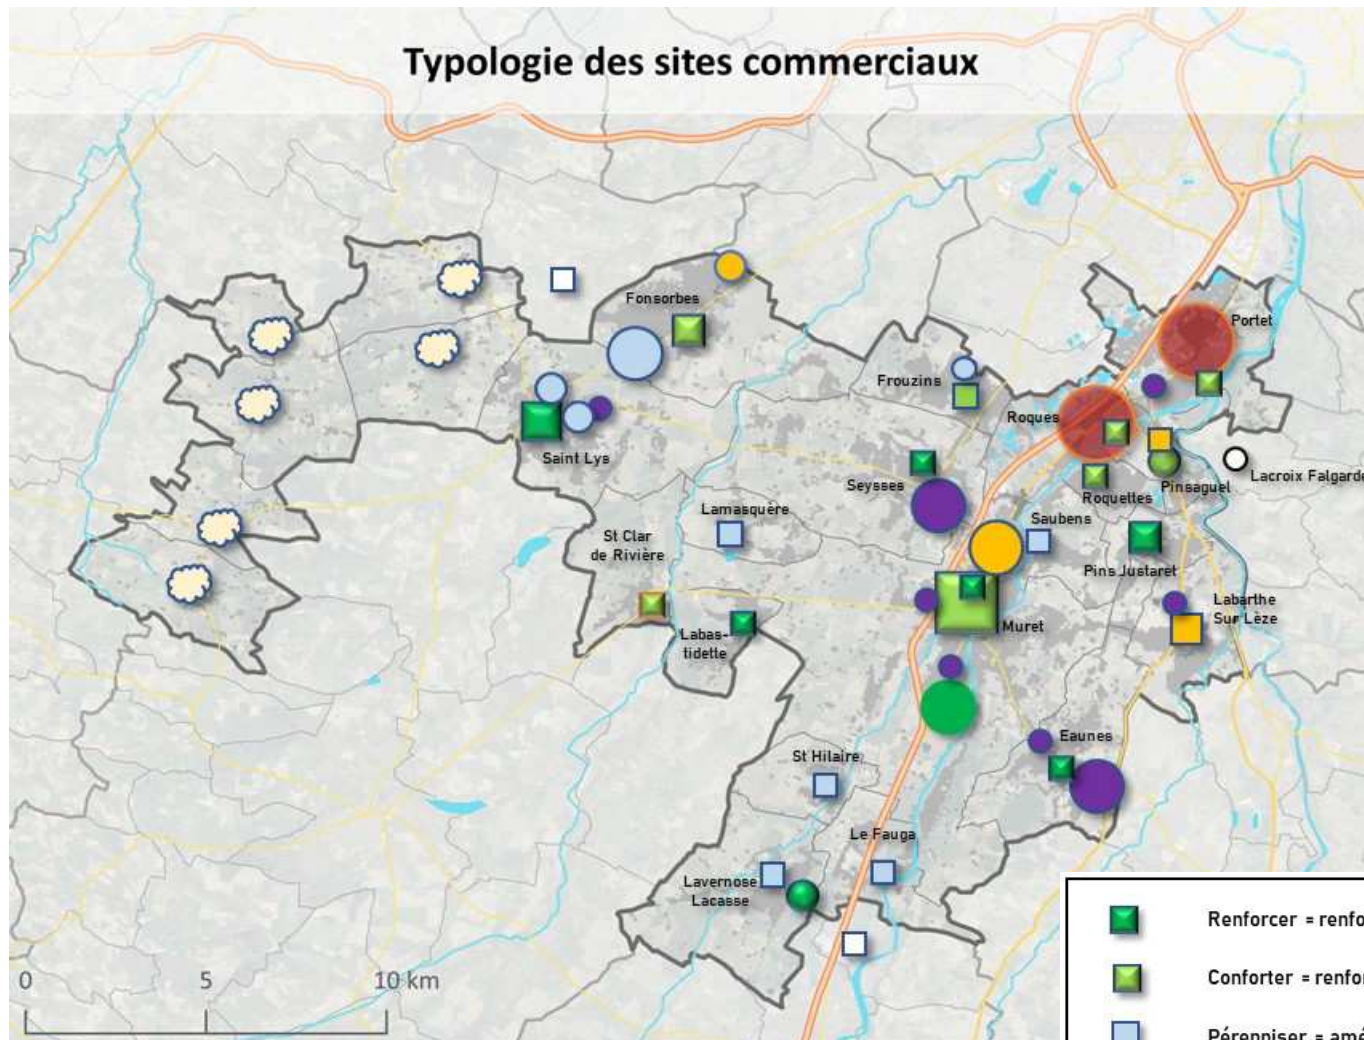 Typologie des sites commerciaux
Fonsorbes
Portet
Frouzins
Roques
Saint Lys
Lacroix Falgarde
Seysses
Roquettes
Pinsaguel
Lamasquère
Saubens
St Clar
de Rivière
Pins Justaret
Labarthe
Sur Lèze
Muret
Labas-
tidette
Eaunes
St Hilaire
Le Fauga
Lavernose
Lacasse
0 5 10 km
Renforcer = renfo
Conforter = renfor
Pérenniser = amé